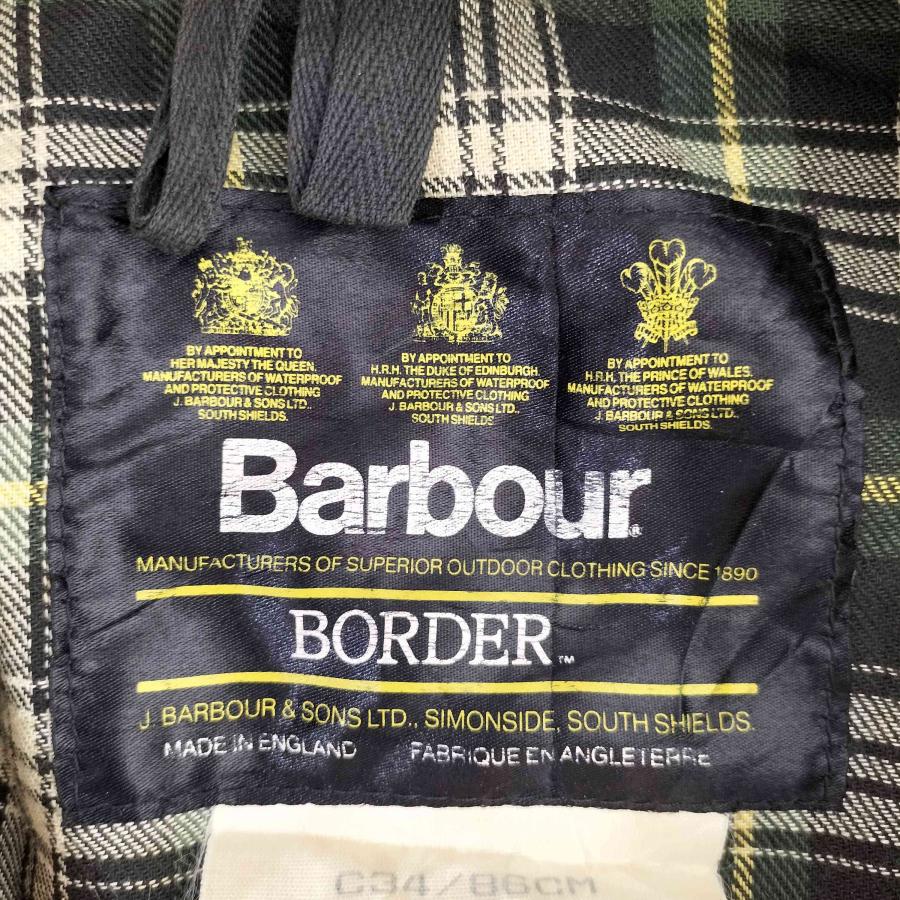 BY APPOINTMENT TO
HER MAJESTY THE QUEEN.
MANUFACTURERS OF WATERPROOF
AND PROTECTIVE CLOTHING
J. BARBOUR & SONS LTD.,
SOUTH SHIELDS.
BY APPOINTMENT TO
H.R.H. THE DUKE OF EDINBURGH.
MANUFACTURERS OF WATERPROOF
AND PROTECTIVE CLOTHING
J. BARBOUR & SONS LTD.,
SOUTH SHIELDS
BY APPOINTMENT TO
H.R.H. THE PRINCE OF WALES.
MANUFACTURERS OF WATERPROOF
AND PROTECTIVE CLOTHING
J. BARBOUR & SONS LTD.,
SOUTH SHIELDS.
Barbour®
MANUFACTURERS OF SUPERIOR OUTDOOR CLOTHING SINCE 1890
BORDER™
J. BARBOUR & SONS LTD., SIMONSIDE, SOUTH SHIELDS.
MADE IN ENGLAND FABRIQUE EN ANGLETERRE
C34/86CM